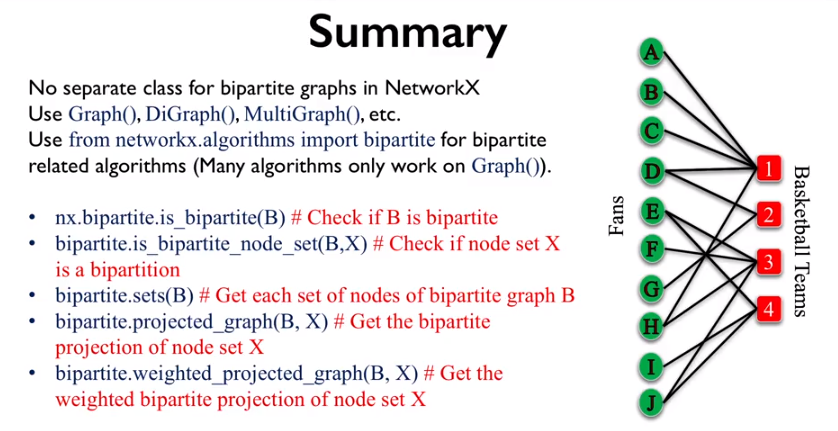 Summary
No separate class for bipartite graphs in NetworkX
Use Graph(), DiGraph(), MultiGraph(), etc.
Use from networkx.algorithms import bipartite for bipartite
related algorithms (Many algorithms only work on Graph()).
• nx.bipartite.is_bipartite(B) # Check if B is bipartite
• bipartite.is_bipartite_node_set(B,X) # Check if node set X
is a bipartition
• bipartite.sets(B) # Get each set of nodes of bipartite graph B
• bipartite.projected_graph(B, X) # Get the bipartite
projection of node set X
• bipartite.weighted_projected_graph(B, X) # Get the
weighted bipartite projection of node set X
Fans
A
B
C
D
E
F
G
H
I
J
1
2
3
4
Basketball Teams